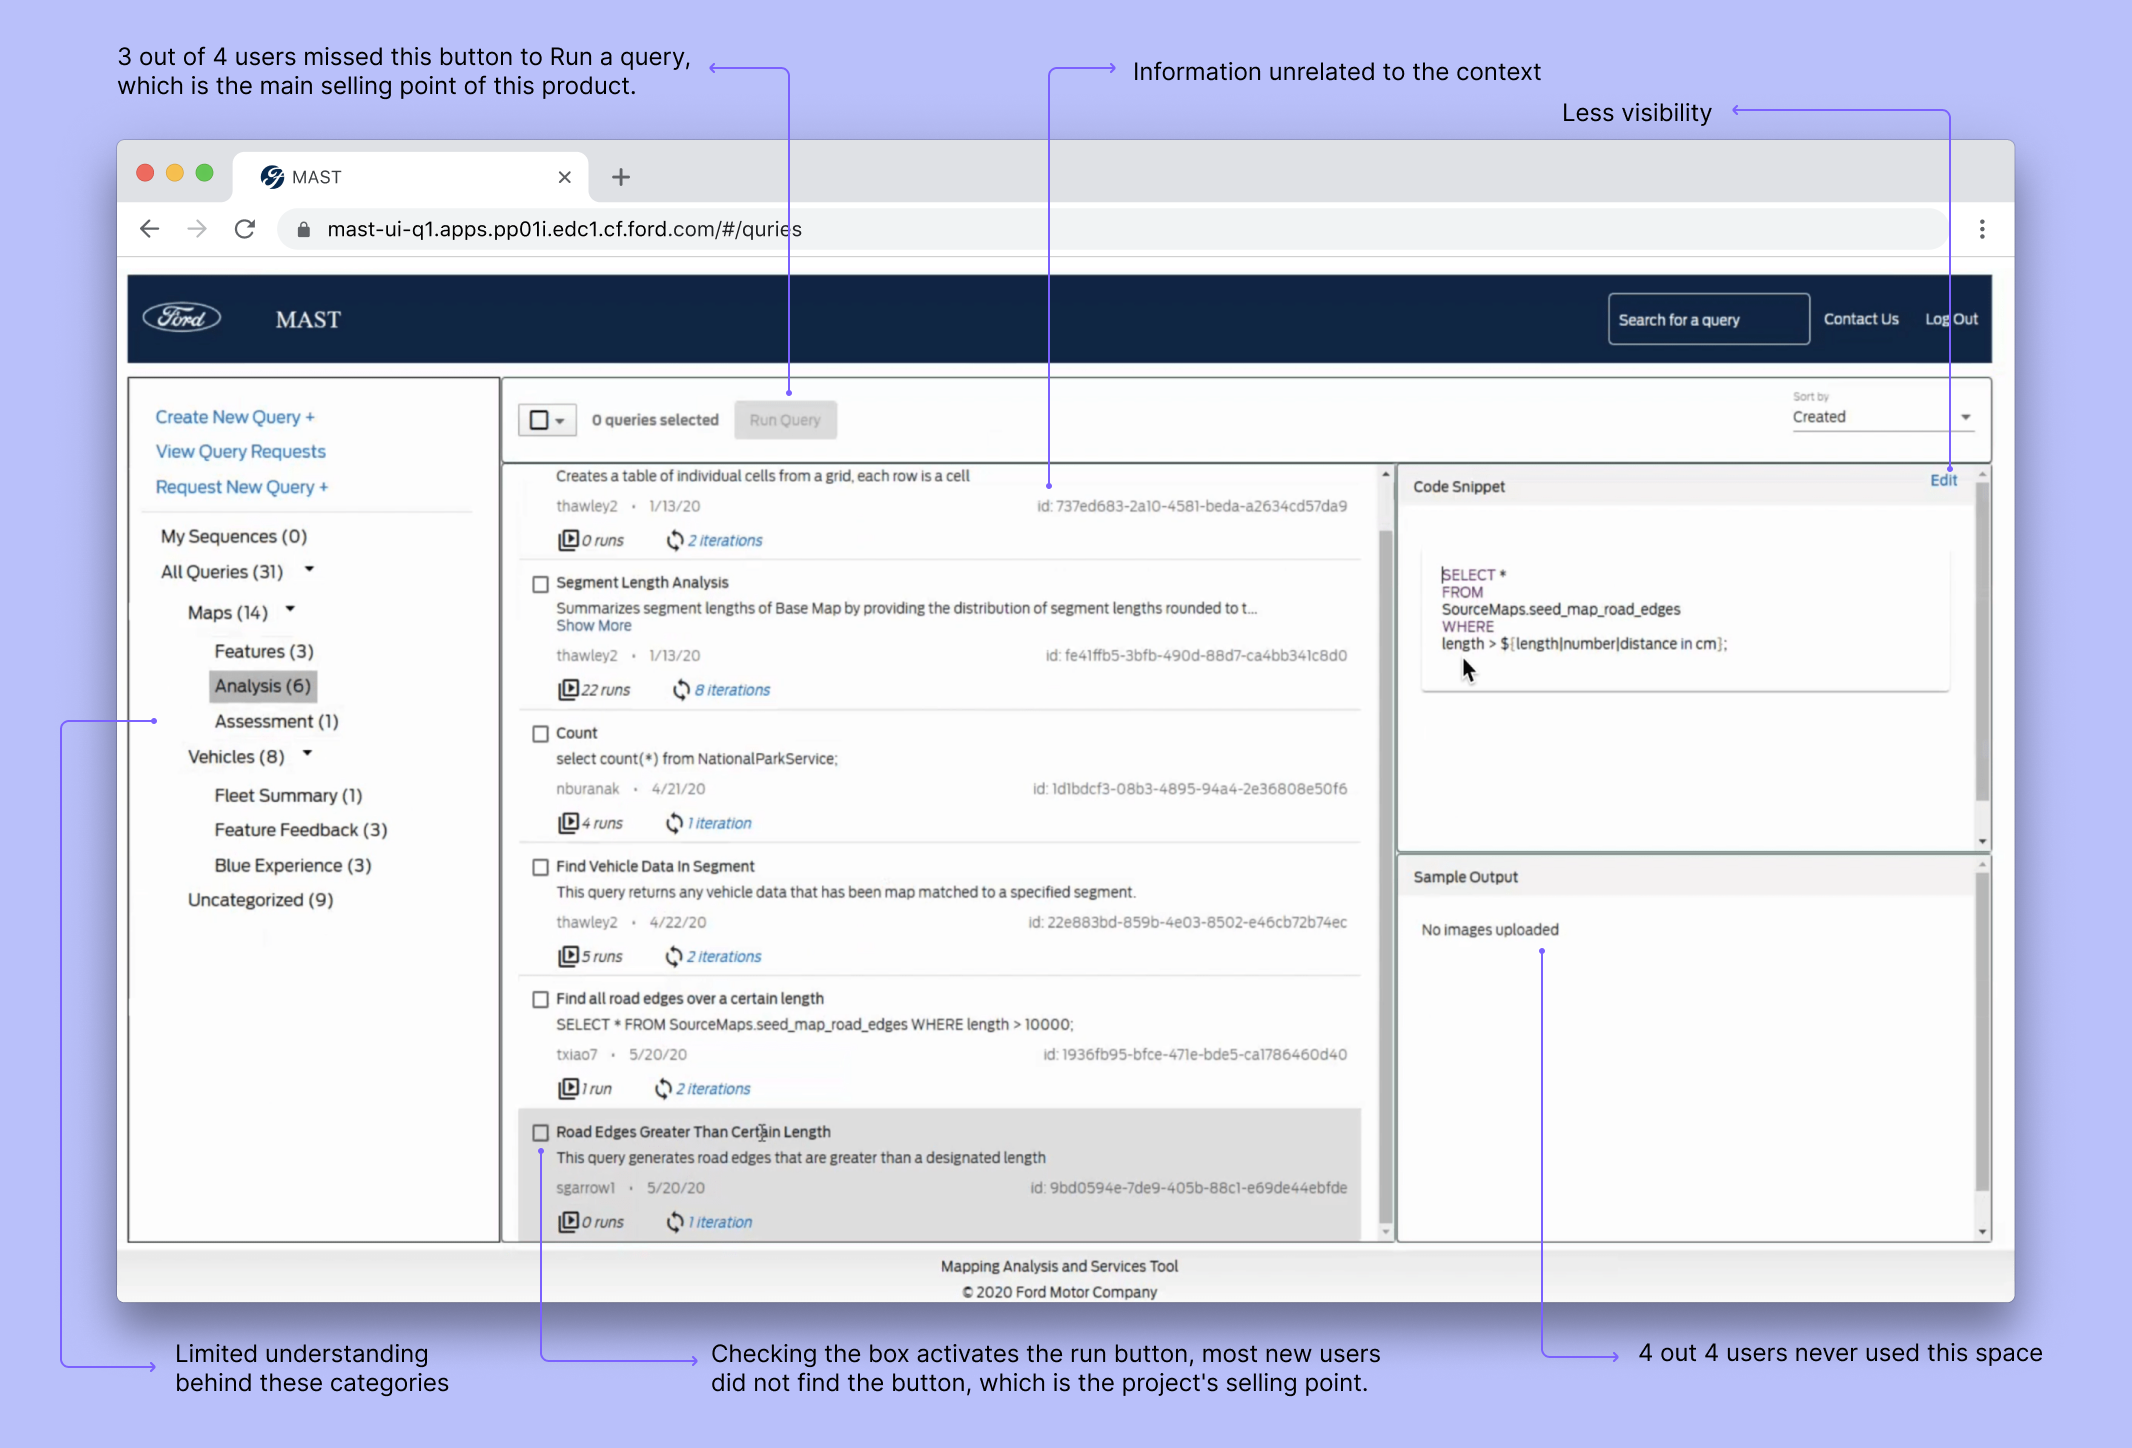 3 out of 4 users missed this button to Run a query,
which is the main selling point of this product.
Information unrelated to the context
Less visibility
MAST
mast-ui-q1.apps.pp01i.edc1.cf.ford.com/#/quries
Ford
MAST
Search for a query
Contact Us
Log Out
Create New Query +
View Query Requests
Request New Query +
My Sequences (0)
All Queries (31)
Maps (14)
Features (3)
Analysis (6)
Assessment (1)
Vehicles (8)
Fleet Summary (1)
Feature Feedback (3)
Blue Experience (3)
Uncategorized (9)
0 queries selected
Run Query
Sort by
Created
Creates a table of individual cells from a grid, each row is a cell
thawley2 • 1/13/20
id: 737ed683-2a10-4581-beda-a2634cd57da9
0 runs
2 iterations
Segment Length Analysis
Summarizes segment lengths of Base Map by providing the distribution of segment lengths rounded to t...
Show More
thawley2 • 1/13/20
id: fe41ffb5-3bfb-490d-88d7-ca4bb341c8d0
22 runs
8 iterations
Count
select count(*) from NationalParkService;
nburanak • 4/21/20
id: 1d1bdcf3-08b3-4895-94a4-2e36808e50f6
4 runs
1 iteration
Find Vehicle Data In Segment
This query returns any vehicle data that has been map matched to a specified segment.
thawley2 • 4/22/20
id: 22e883bd-859b-4e03-8502-e46cb72b74ec
5 runs
2 iterations
Find all road edges over a certain length
SELECT * FROM SourceMaps.seed_map_road_edges WHERE length > 10000;
txiao7 • 5/20/20
id: 1936fb95-bfce-471e-bde5-ca1786460d40
1 run
2 iterations
Road Edges Greater Than Certain Length
This query generates road edges that are greater than a designated length
sgarrow1 • 5/20/20
id: 9bd0594e-7de9-405b-88c1-e69de44ebfde
0 runs
1 iteration
Code Snippet
Edit
SELECT *
FROM
SourceMaps.seed_map_road_edges
WHERE
length > ${length|number|distance in cm};
Sample Output
No images uploaded
Mapping Analysis and Services Tool
© 2020 Ford Motor Company
Limited understanding
behind these categories
Checking the box activates the run button, most new users
did not find the button, which is the project's selling point.
4 out 4 users never used this space